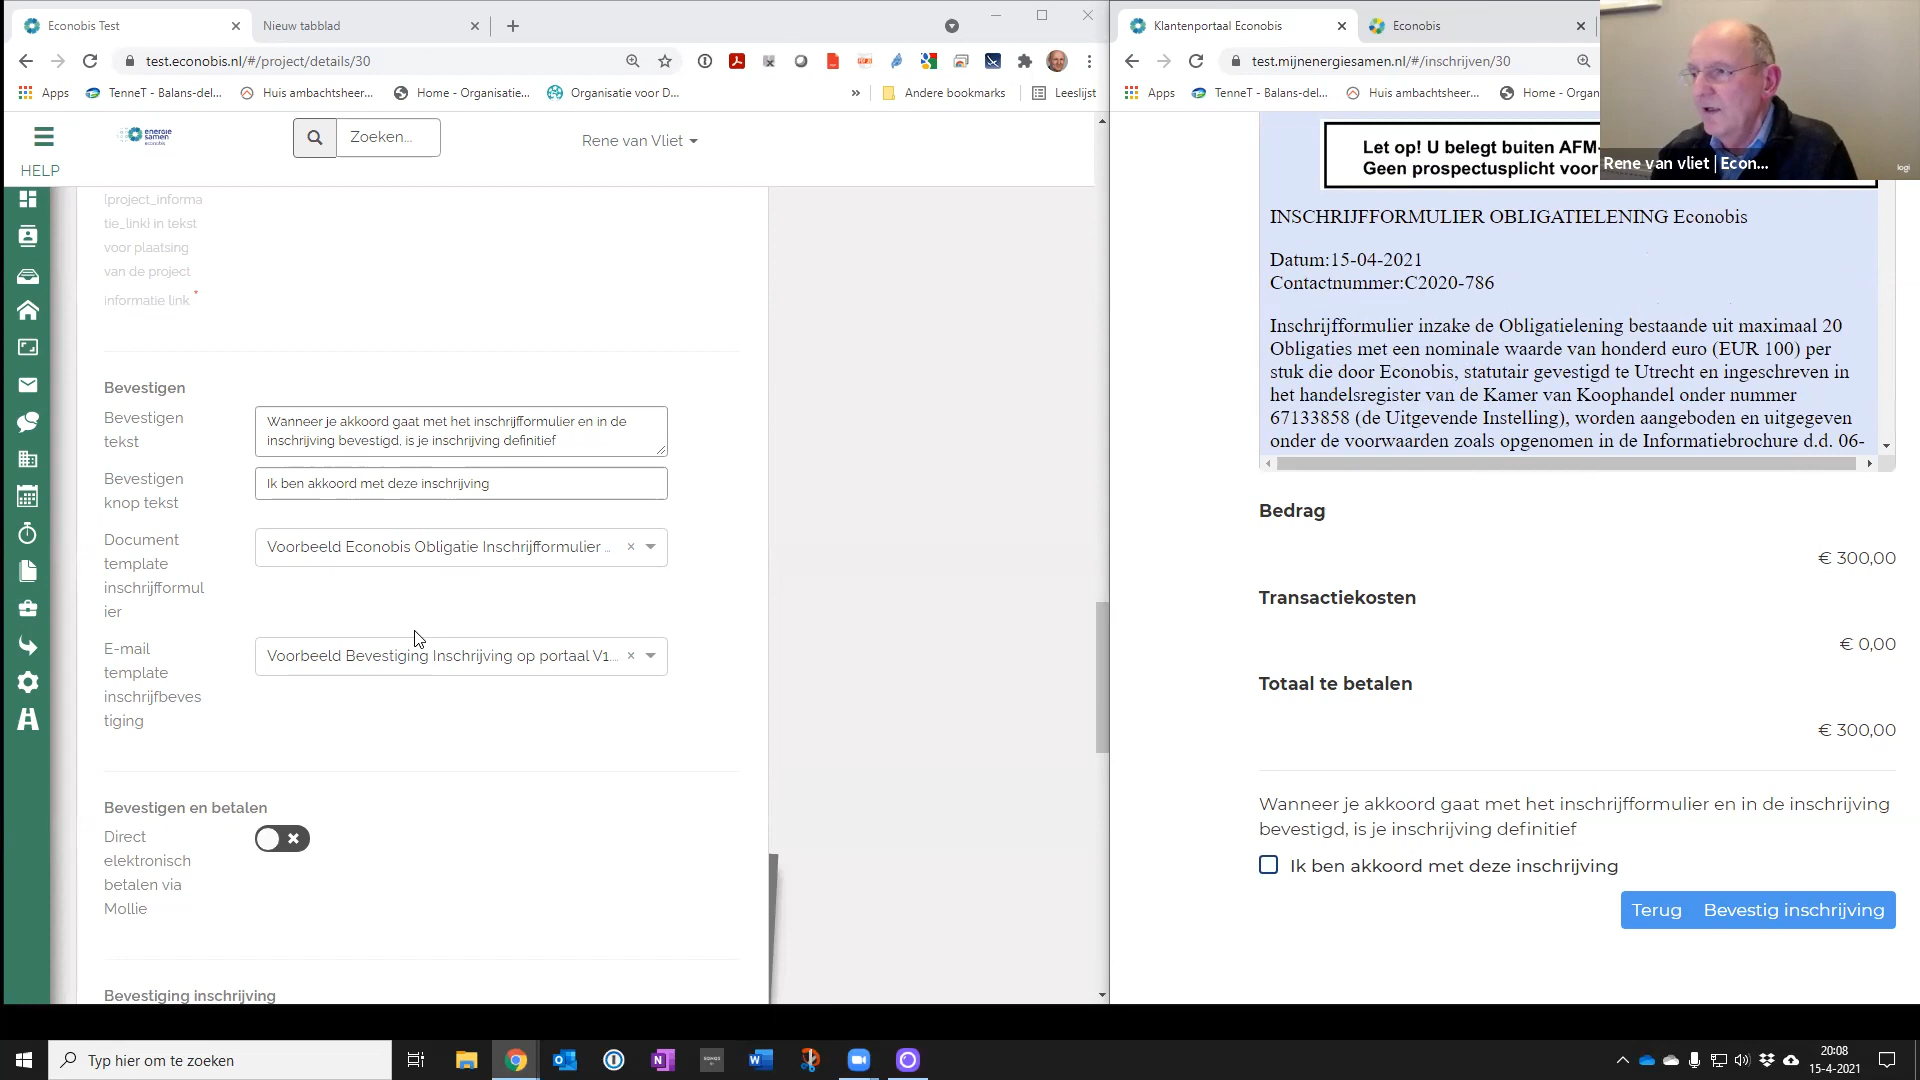 Econobis Test
Nieuw tabblad
test.econobis.nl/#/project/details/30
Apps
TenneT - Balans-del...
Huis ambachtsheer...
Home - Organisatie...
Organisatie voor D...
»
Andere bookmarks
Leeslijst
HELP
energie
samen
econobis
Zoeken...
Rene van Vliet
{project_informa
tie_link} in tekst
voor plaatsing
van de project
informatie link *
Bevestigen
Bevestigen
tekst
Wanneer je akkoord gaat met het inschrijfformulier en in de
inschrijving bevestigd, is je inschrijving definitief
Bevestigen
knop tekst
Ik ben akkoord met deze inschrijving
Document
template
inschrijfformul
ier
Voorbeeld Econobis Obligatie Inschrijfformulier ...
E-mail
template
inschrijfbeves
tiging
Voorbeeld Bevestiging Inschrijving op portaal V1....
Bevestigen en betalen
Direct
elektronisch
betalen via
Mollie
Bevestiging inschrijving
Klantenportaal Econobis
Econobis
test.mijnenergiesamen.nl/#/inschrijven/30
Apps
TenneT - Balans-del...
Huis ambachtsheer...
Home - Organ
Rene van vliet | Econ...
logi
Let op! U belegt buiten AFM-
Geen prospectusplicht voor
INSCHRIJFFORMULIER OBLIGATIELENING Econobis
Datum:15-04-2021
Contactnummer:C2020-786
Inschrijfformulier inzake de Obligatielening bestaande uit maximaal 20
Obligaties met een nominale waarde van honderd euro (EUR 100) per
stuk die door Econobis, statutair gevestigd te Utrecht en ingeschreven in
het handelsregister van de Kamer van Koophandel onder nummer
67133858 (de Uitgevende Instelling), worden aangeboden en uitgegeven
onder de voorwaarden zoals opgenomen in de Informatiebrochure d.d. 06-
Bedrag
€ 300,00
Transactiekosten
€ 0,00
Totaal te betalen
€ 300,00
Wanneer je akkoord gaat met het inschrijfformulier en in de inschrijving
bevestigd, is je inschrijving definitief
Ik ben akkoord met deze inschrijving
Terug
Bevestig inschrijving
Typ hier om te zoeken
20:08
15-4-2021